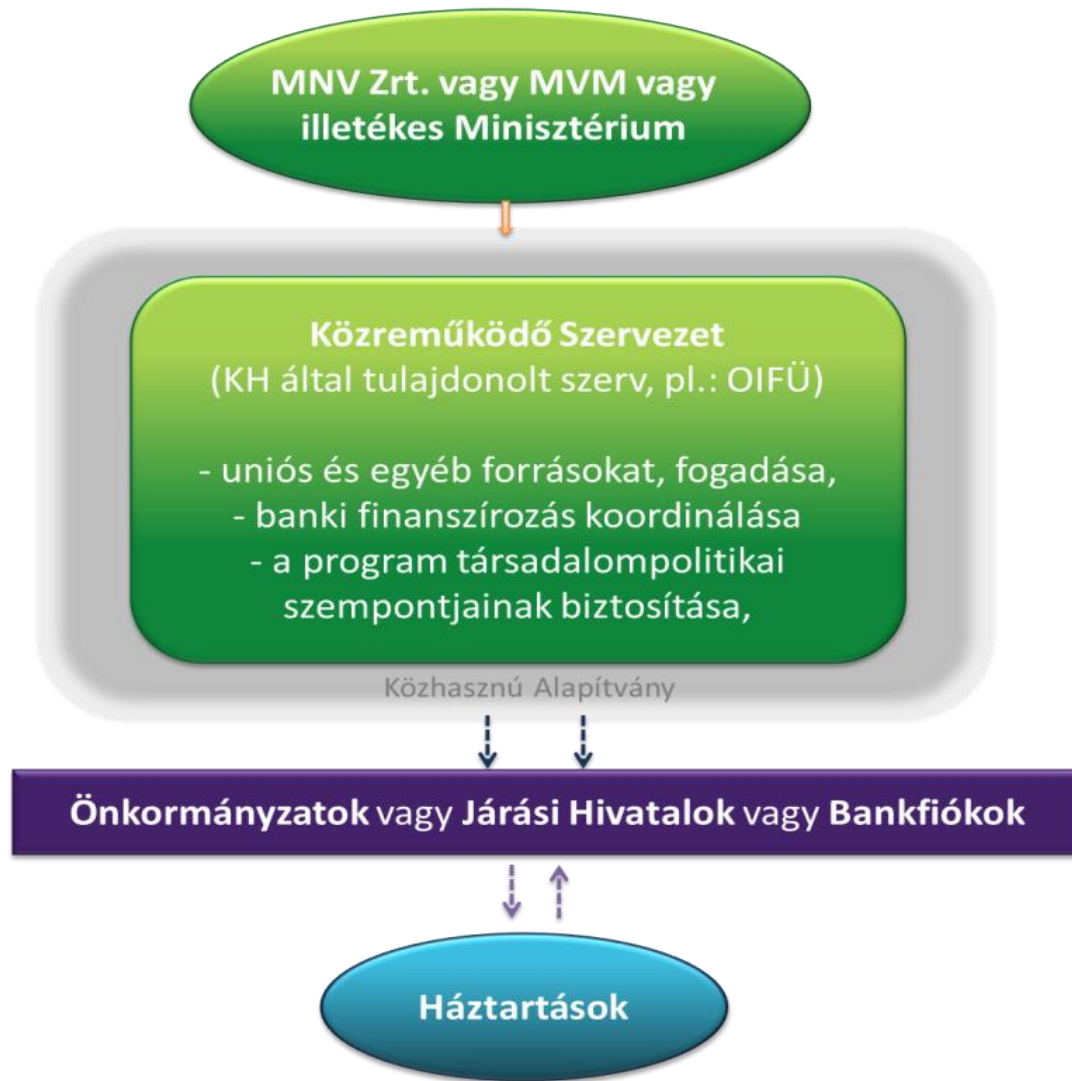 MNV Zrt. vagy MVM vagy
illetékes Minisztérium
Közreműködő Szervezet
(KH által tulajdonolt szerv, pl.: OIFÜ)
- uniós és egyéb forrásokat, fogadása,
- banki finanszírozás koordinálása
- a program társadalompolitikai
szempontjainak biztosítása,
Közhasznú Alapítvány
Önkormányzatok vagy Járási Hivatalok vagy Bankfiókok
Háztartások